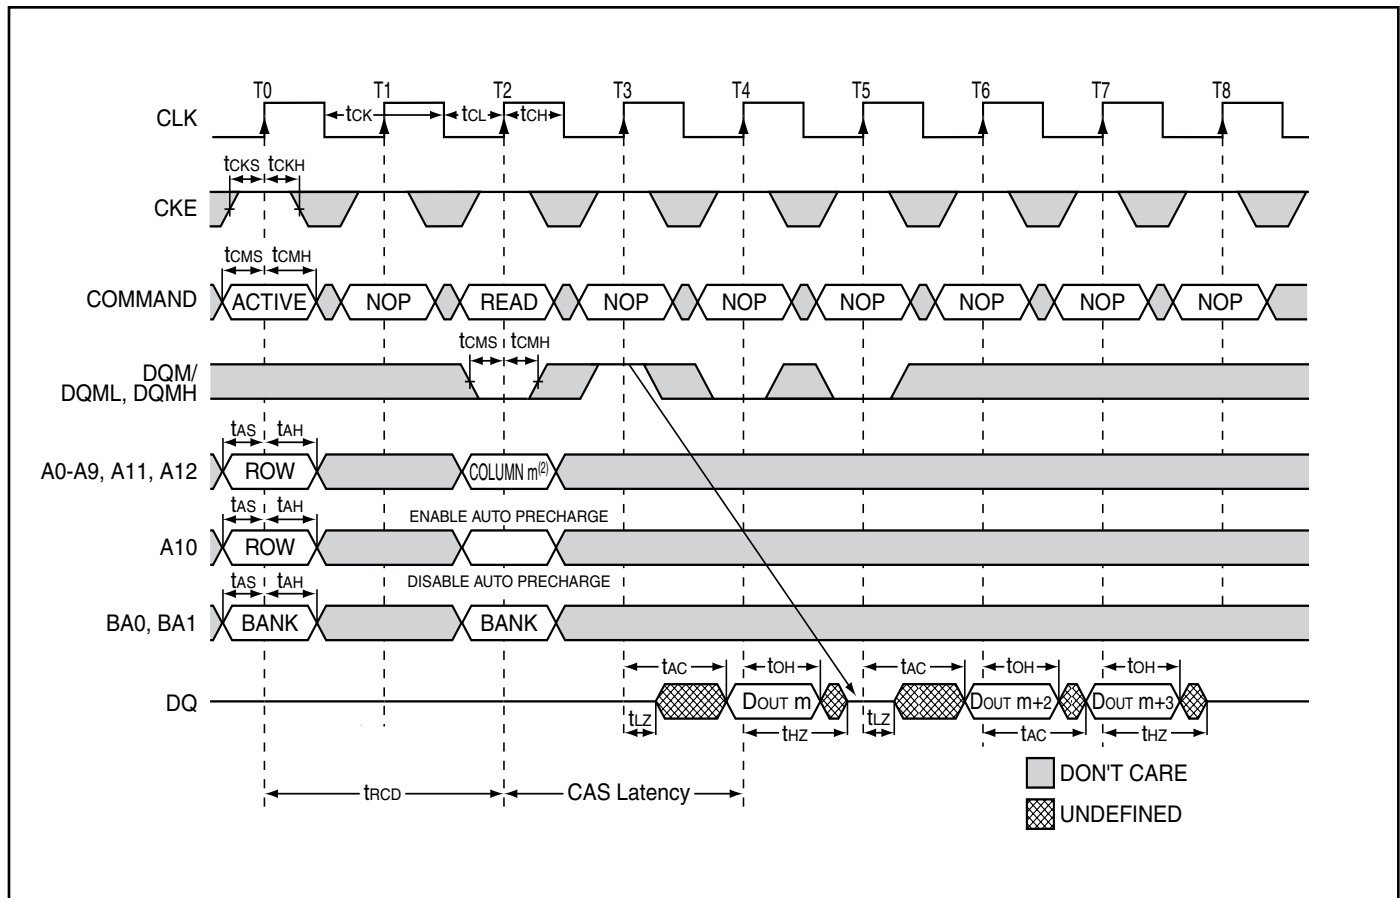 T0 T1 T2 T3 T4 T5 T6 T7 T8
CLK
tCK tCL tCH
tCKS tCKH
CKE
tCMS tCMH
COMMAND ACTIVE NOP READ NOP NOP NOP NOP NOP NOP
tCMS tCMH
DQM/
DQML, DQMH
tAS tAH
A0-A9, A11, A12 ROW COLUMN m(2)
tAS tAH ENABLE AUTO PRECHARGE
A10 ROW
tAS tAH DISABLE AUTO PRECHARGE
BA0, BA1 BANK BANK
tAC tOH tAC tOH tOH
DQ DOUT m DOUT m+2 DOUT m+3
tLZ tHZ tLZ tAC tHZ
DON'T CARE
tRCD CAS Latency
UNDEFINED